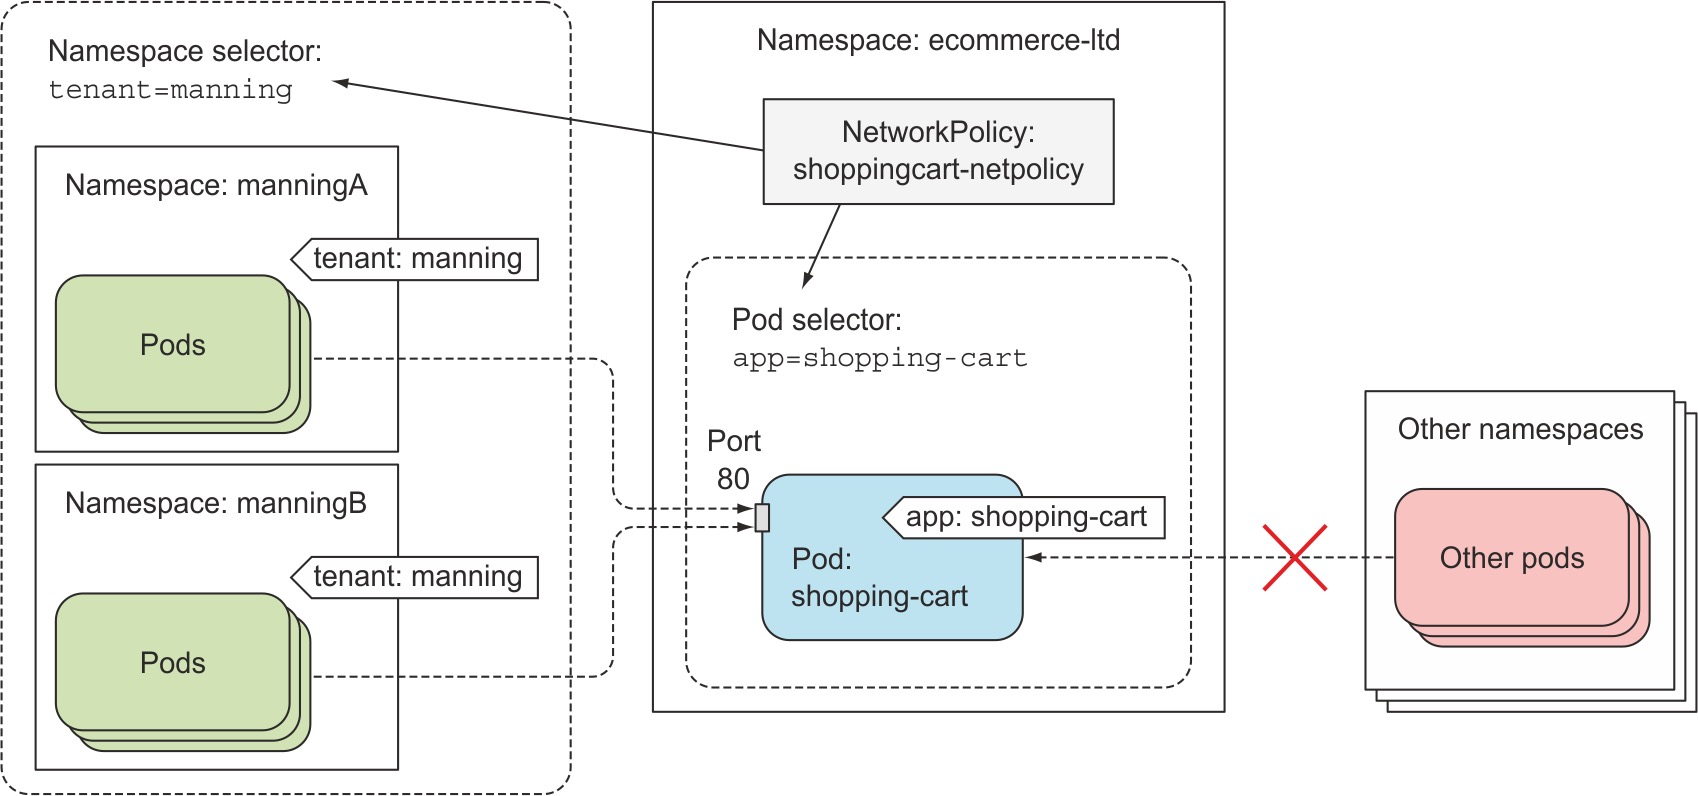 Namespace selector:
tenant=manning
Namespace: manningA
tenant: manning
Pods
Namespace: manningB
tenant: manning
Pods
Namespace: ecommerce-ltd
NetworkPolicy:
shoppingcart-netpolicy
Pod selector:
app=shopping-cart
Port
80
app: shopping-cart
Pod:
shopping-cart
Other namespaces
Other pods